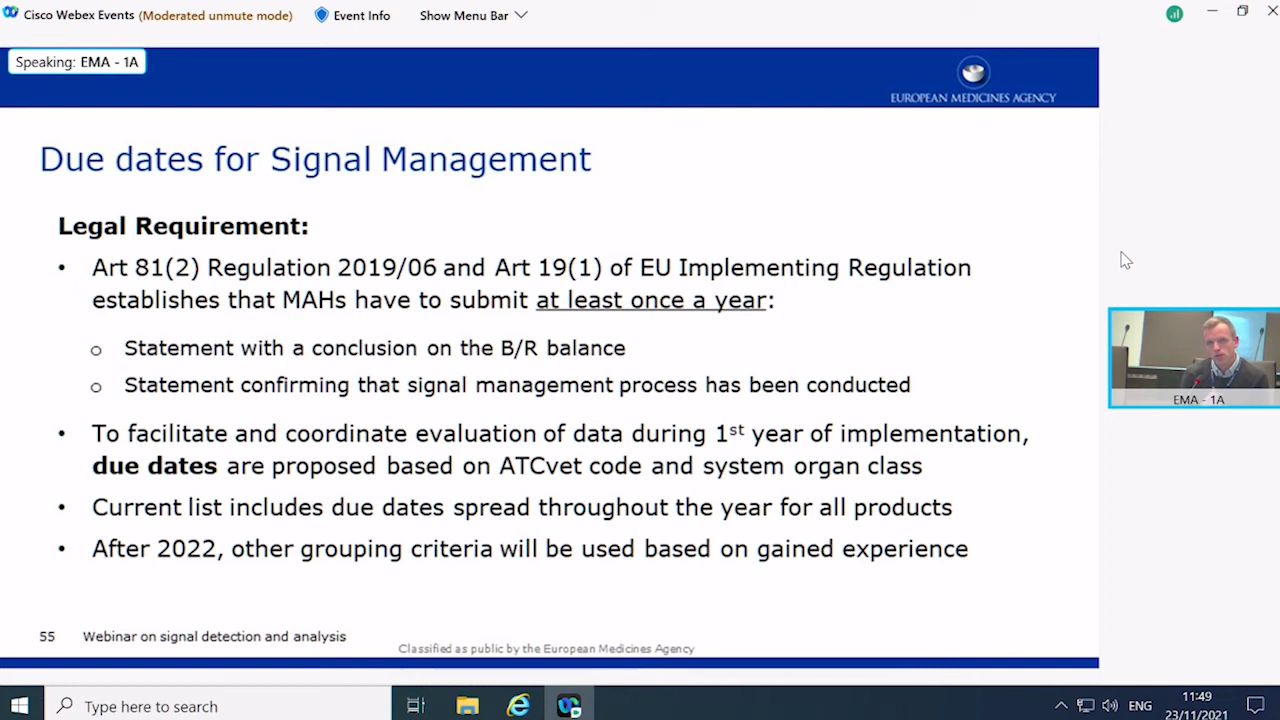 Cisco Webex Events (Moderated unmute mode) Event Info Show Menu Bar
Speaking: EMA - 1A
EUROPEAN MEDICINES AGENCY
Due dates for Signal Management
Legal Requirement:
• Art 81(2) Regulation 2019/06 and Art 19(1) of EU Implementing Regulation
establishes that MAHs have to submit at least once a year:
o Statement with a conclusion on the B/R balance
o Statement confirming that signal management process has been conducted
• To facilitate and coordinate evaluation of data during 1st year of implementation,
due dates are proposed based on ATCvet code and system organ class
• Current list includes due dates spread throughout the year for all products
• After 2022, other grouping criteria will be used based on gained experience
EMA - 1A
55 Webinar on signal detection and analysis
Classified as public by the European Medicines Agency
Type here to search
ENG
11:49
23/11/2021